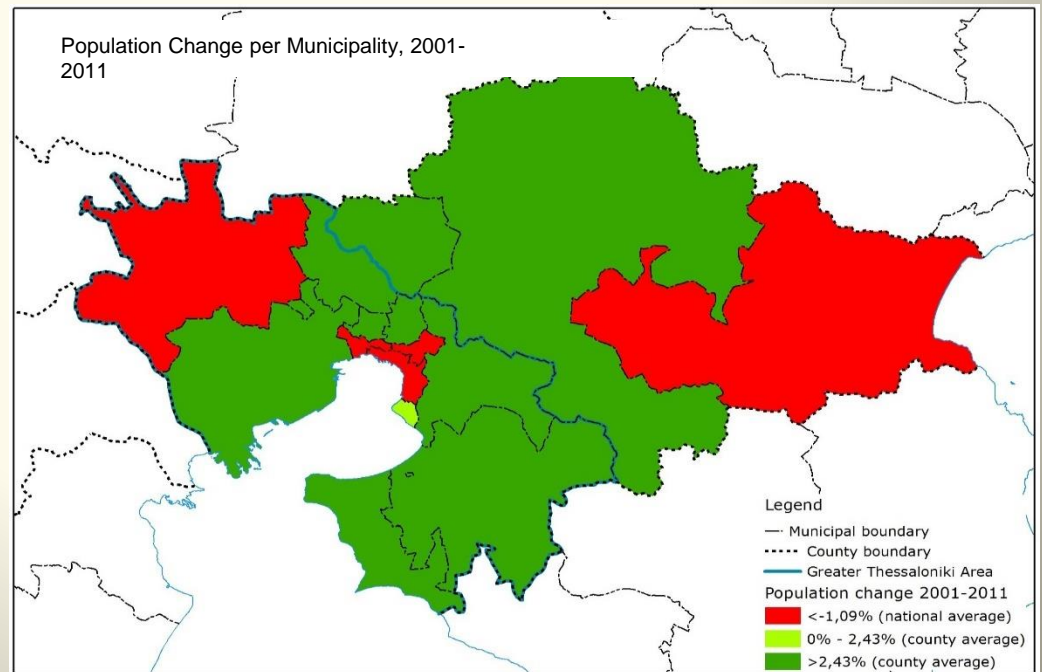 Population Change per Municipality, 2001-
2011
Legend
Municipal boundary
County boundary
Greater Thessaloniki Area
Population change 2001-2011
<-1,09% (national average)
0% - 2,43% (county average)
>2,43% (county average)